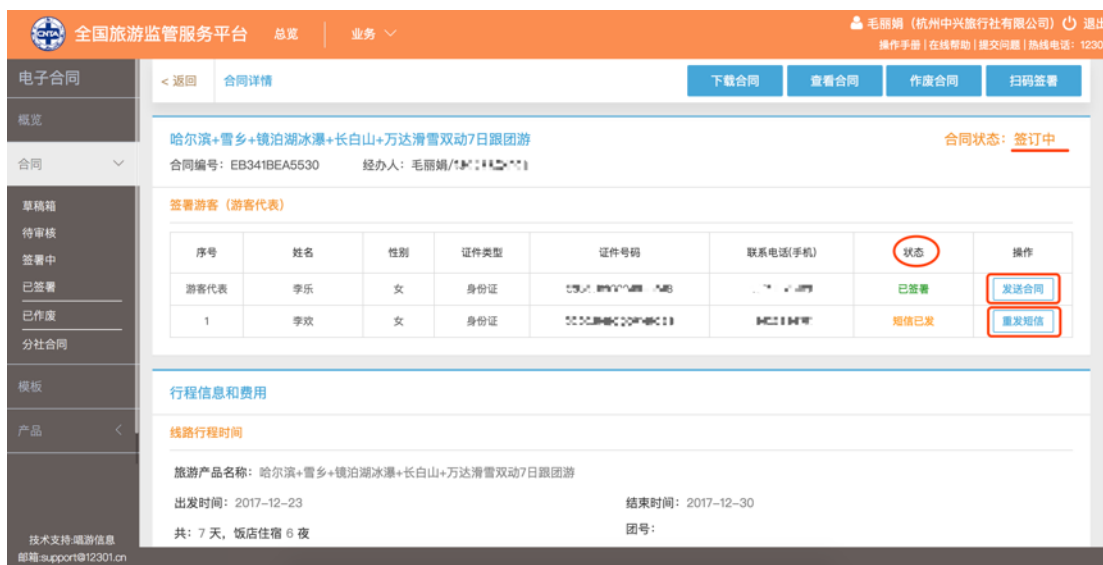 CNTA 全国旅游监管服务平台 总览 业务 毛丽娟（杭州中兴旅行社有限公司） 退出
操作手册|在线帮助|提交问题|热线电话：1230
电子合同 < 返回 合同详情 下载合同 查看合同 作废合同 扫码签署
概览
哈尔滨+雪乡+镜泊湖冰瀑+长白山+万达滑雪双动7日跟团游 合同状态：签订中
合同 合同编号：EB341BEA5530 经办人：毛丽娟/
草稿箱 签署游客（游客代表）
待审核
签署中 序号 姓名 性别 证件类型 证件号码 联系电话(手机) 状态 操作
已签署 游客代表 李乐 女 身份证 已签署 发送合同
已作废 1 李欢 女 身份证 短信已发 重发短信
分社合同
模板 行程信息和费用
产品 < 线路行程时间
旅游产品名称：哈尔滨+雪乡+镜泊湖冰瀑+长白山+万达滑雪双动7日跟团游
出发时间：2017-12-23 结束时间：2017-12-30
共：7 天，饭店住宿 6 夜 团号：
技术支持:唱游信息
邮箱:support@12301.cn